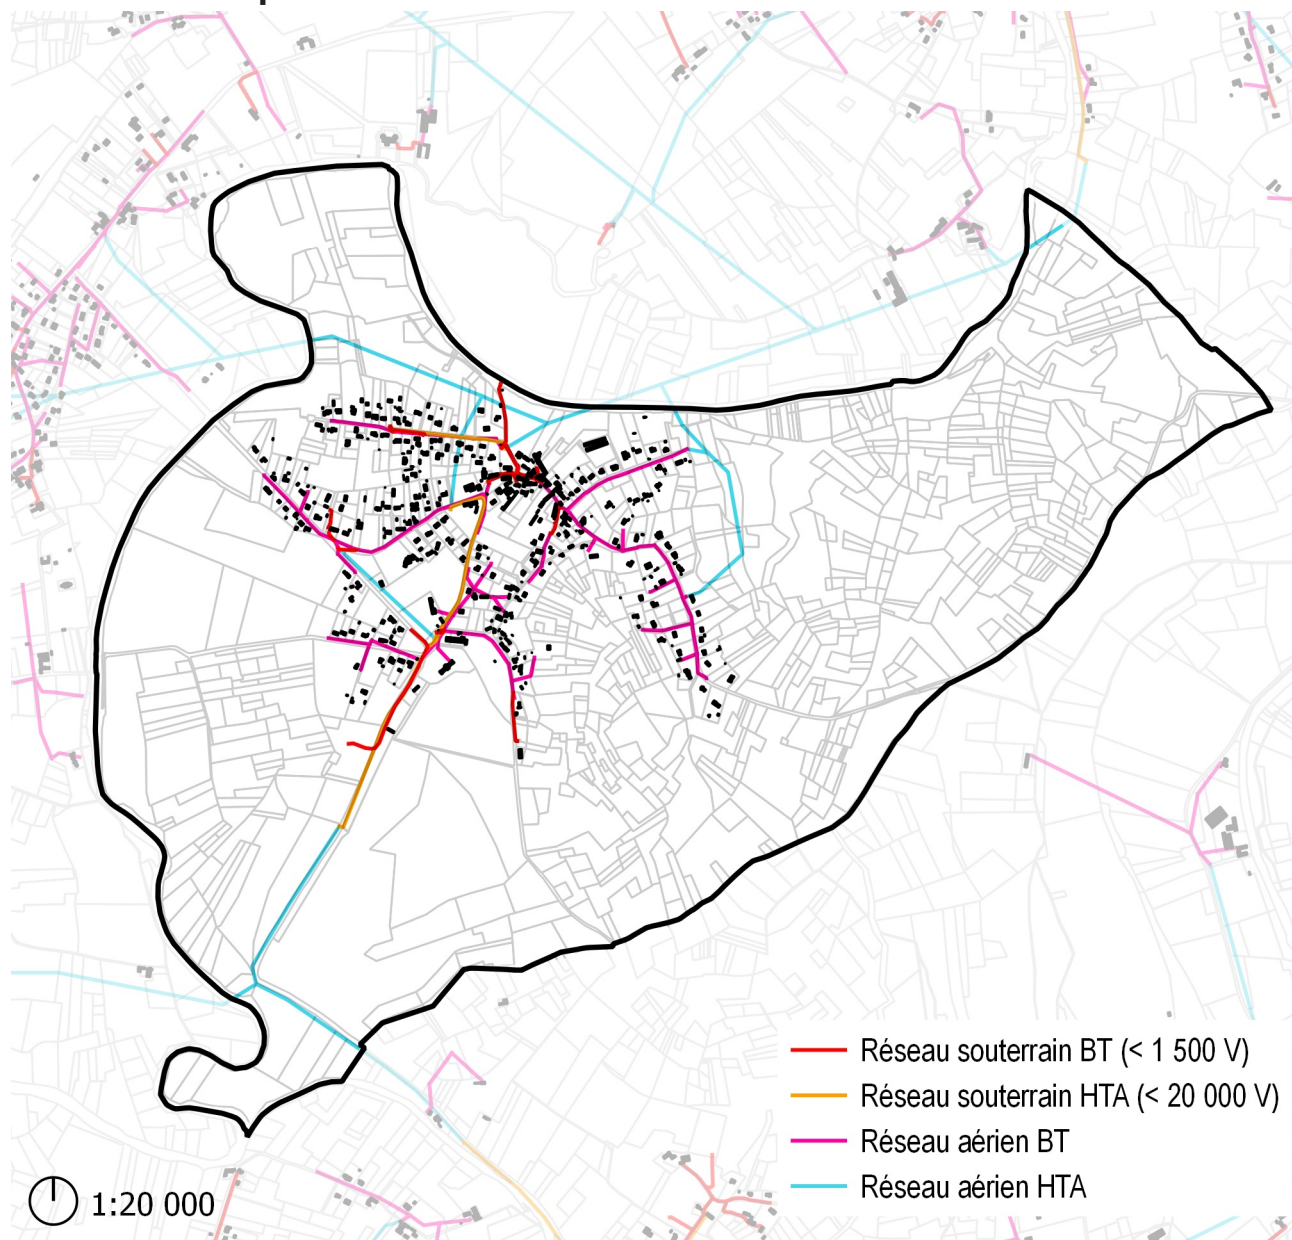 Réseau souterrain BT (< 1 500 V)
Réseau souterrain HTA (< 20 000 V)
Réseau aérien BT
Réseau aérien HTA
1:20 000